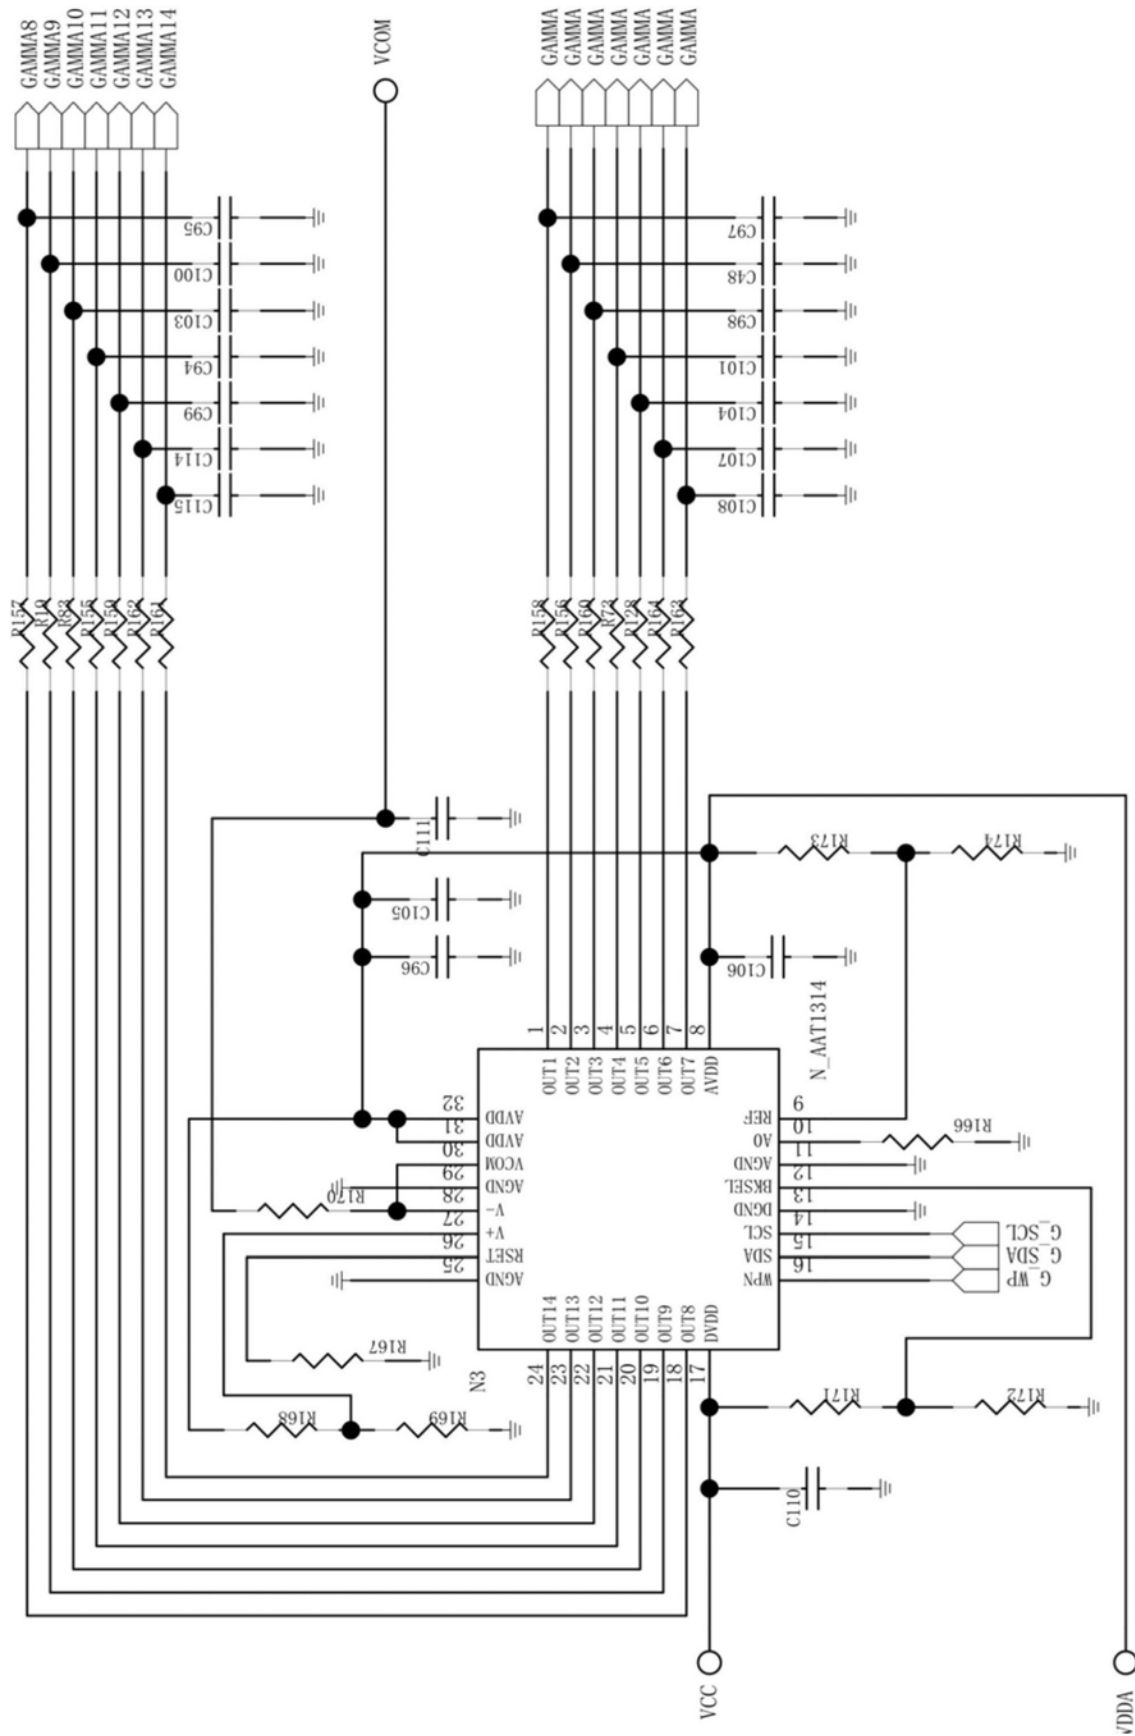 GAMMA8
GAMMA9
GAMMA10
GAMMA11
GAMMA12
GAMMA13
GAMMA14
VCOM
GAMMA
GAMMA
GAMMA
GAMMA
GAMMA
GAMMA
GAMMA
C95
C100
C103
C94
C99
C114
C115
C97
C48
C98
C101
C104
C107
C108
R157
R19
R83
R155
R159
R162
R161
R158
R156
R160
R73
R128
R164
R163
C111
C105
C96
R173
R174
C106
N_AAT1314
1
2
3
4
5
6
7
8
OUT1
OUT2
OUT3
OUT4
OUT5
OUT6
OUT7
AVDD
32
31
30
29
28
27
26
25
AVDD
AVDD
VCOM
AGND
V-
V+
RSET
AGND
REF
A0
AGND
BKSEL
DGND
SCL
SDA
WPN
9
10
11
12
13
14
15
16
R166
R170
G_SCL
G_SDA
G_WP
OUT14
OUT13
OUT12
OUT11
OUT10
OUT9
OUT8
DVDD
24
23
22
21
20
19
18
17
N3
R167
R168
R169
R171
R172
C110
VCC
VDDA